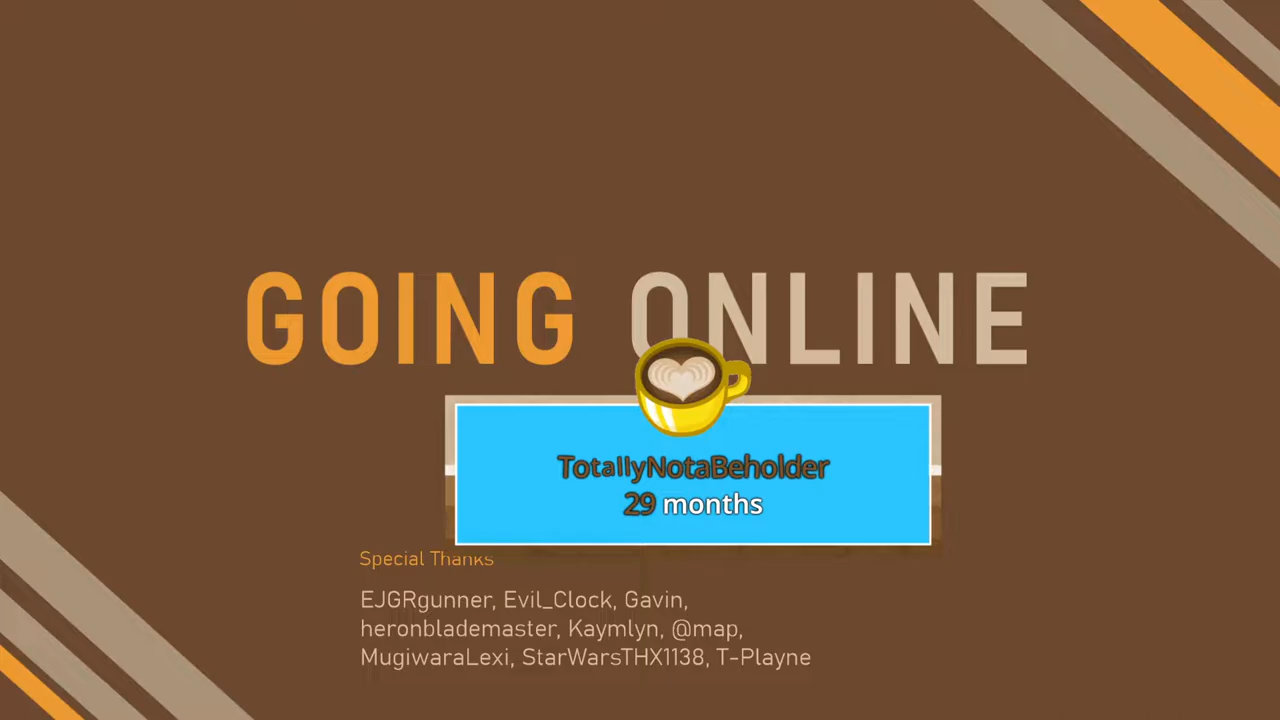 GOING ONLINE
TotallyNotaBeholder
29 months
Special Thanks
EJGRgunner, Evil_Clock, Gavin,
heronblademaster, Kaymlyn, @map,
MugiwaraLexi, StarWarsTHX1138, T-Playne